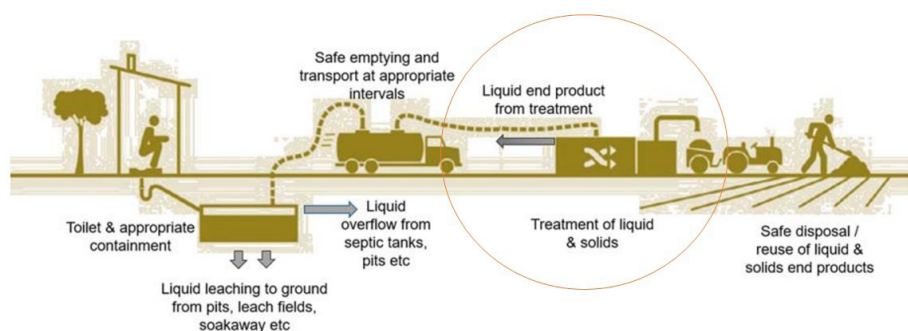 Safe emptying and
transport at appropriate
intervals
Liquid end product
from treatment
Toilet & appropriate
containment
Liquid
overflow from
septic tanks,
pits etc
Treatment of liquid
& solids
Safe disposal /
reuse of liquid &
solids end products
Liquid leaching to ground
from pits, leach fields,
soakaway etc